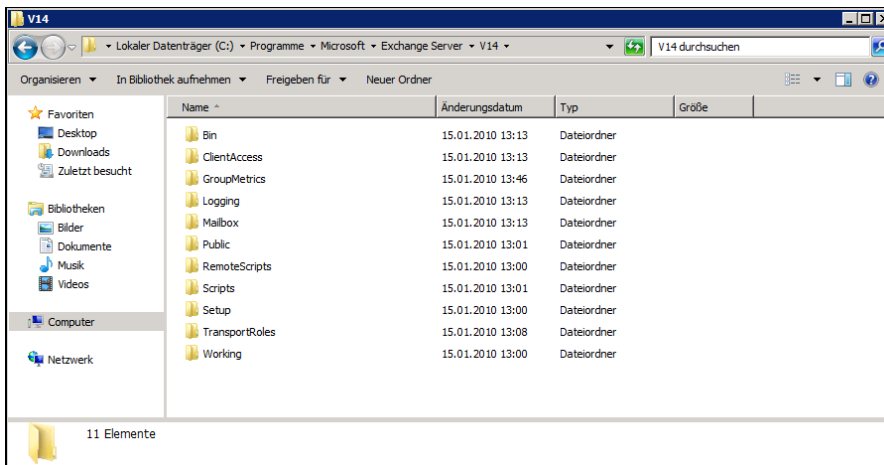 V14
Lokaler Datenträger (C:) Programme Microsoft Exchange Server V14 V14 durchsuchen
Organisieren In Bibliothek aufnehmen Freigeben für Neuer Ordner
Favoriten
Desktop
Downloads
Zuletzt besucht
Bibliotheken
Bilder
Dokumente
Musik
Videos
Computer
Netzwerk
Name Änderungsdatum Typ Größe
Bin 15.01.2010 13:13 Dateiordner
ClientAccess 15.01.2010 13:13 Dateiordner
GroupMetrics 15.01.2010 13:46 Dateiordner
Logging 15.01.2010 13:13 Dateiordner
Mailbox 15.01.2010 13:13 Dateiordner
Public 15.01.2010 13:01 Dateiordner
RemoteScripts 15.01.2010 13:00 Dateiordner
Scripts 15.01.2010 13:01 Dateiordner
Setup 15.01.2010 13:00 Dateiordner
TransportRoles 15.01.2010 13:08 Dateiordner
Working 15.01.2010 13:00 Dateiordner
11 Elemente